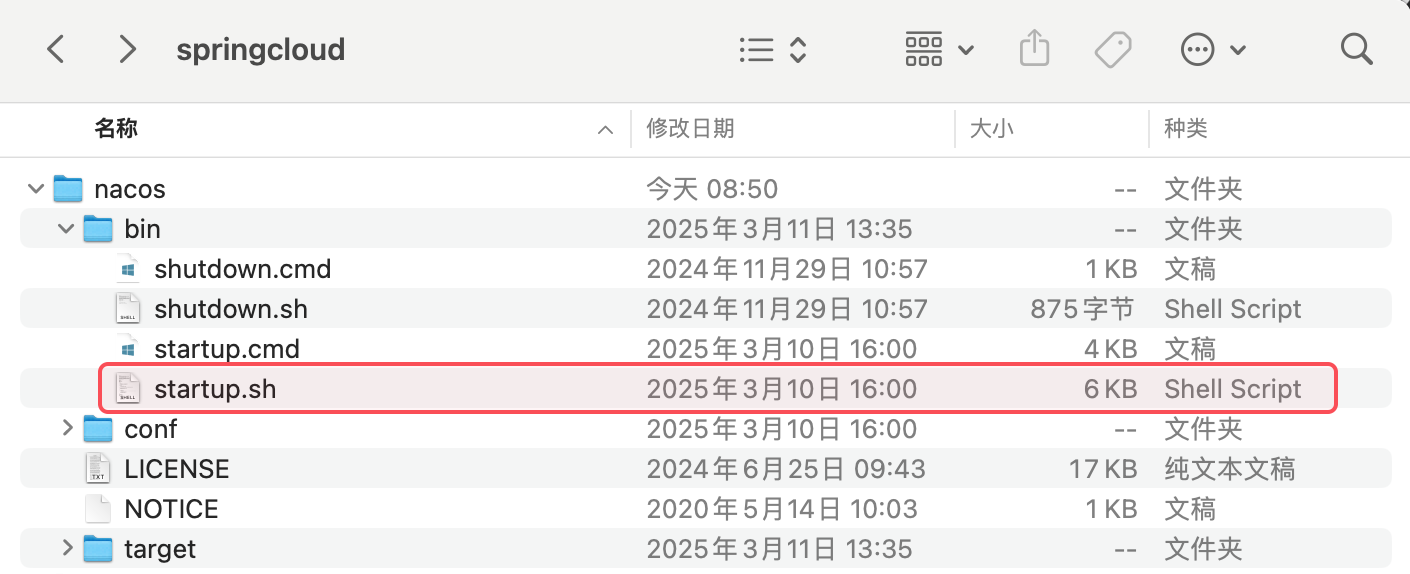 springcloud
名称 修改日期 大小 种类
nacos 今天 08:50 -- 文件夹
bin 2025年3月11日 13:35 -- 文件夹
shutdown.cmd 2024年11月29日 10:57 1 KB 文稿
shutdown.sh 2024年11月29日 10:57 875字节 Shell Script
startup.cmd 2025年3月10日 16:00 4 KB 文稿
startup.sh 2025年3月10日 16:00 6 KB Shell Script
conf 2025年3月10日 16:00 -- 文件夹
LICENSE 2024年6月25日 09:43 17 KB 纯文本文稿
NOTICE 2020年5月14日 10:03 1 KB 文稿
target 2025年3月11日 13:35 -- 文件夹